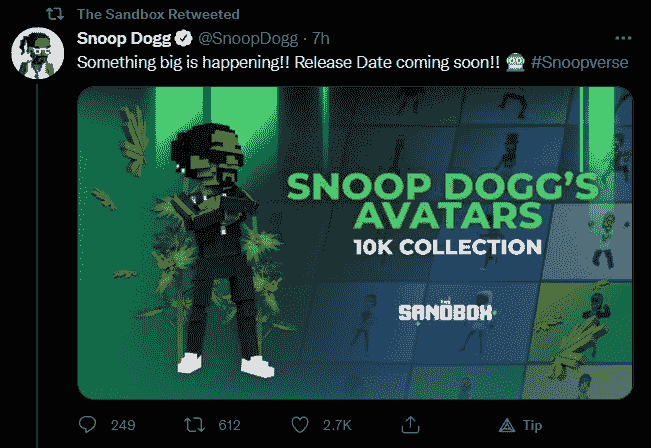 The Sandbox Retweeted
Snoop Dogg @SnoopDogg · 7h
Something big is happening!! Release Date coming soon!! #Snoopverse
SNOOP DOGG'S
AVATARS
10K COLLECTION
THE
SANDBOX
249 612 2.7K Tip